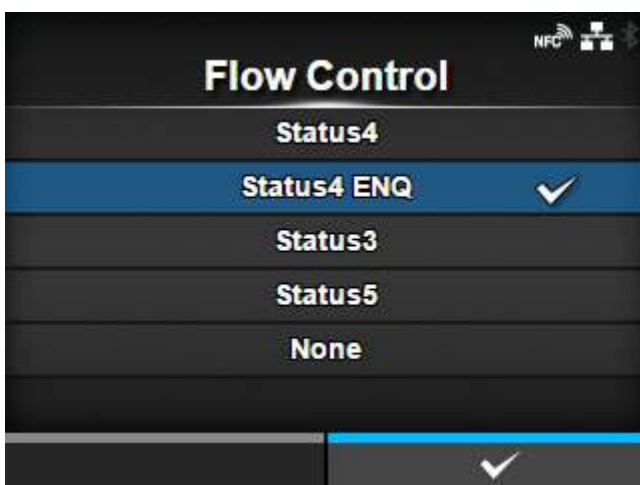 NFC
Flow Control
Status4
Status4 ENQ
Status3
Status5
None